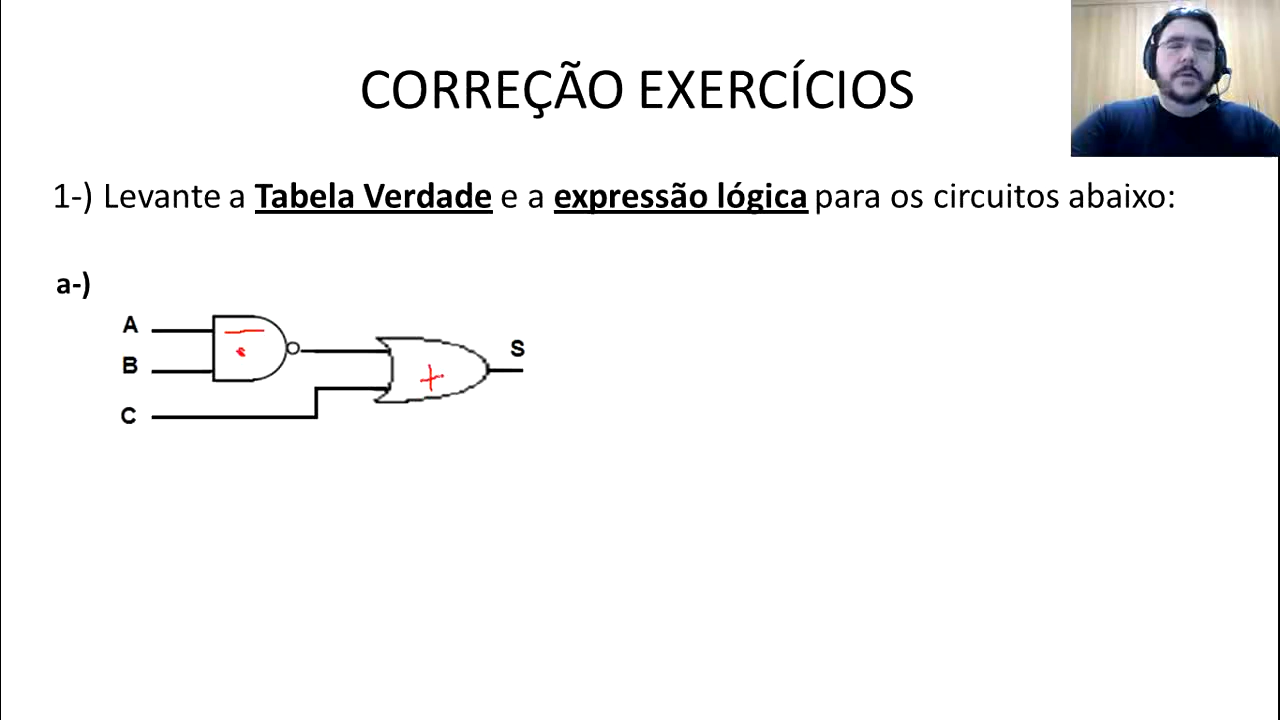 CORREÇÃO EXERCÍCIOS
1-) Levante a Tabela Verdade e a expressão lógica para os circuitos abaixo:
a-)
A
B
C
S
+